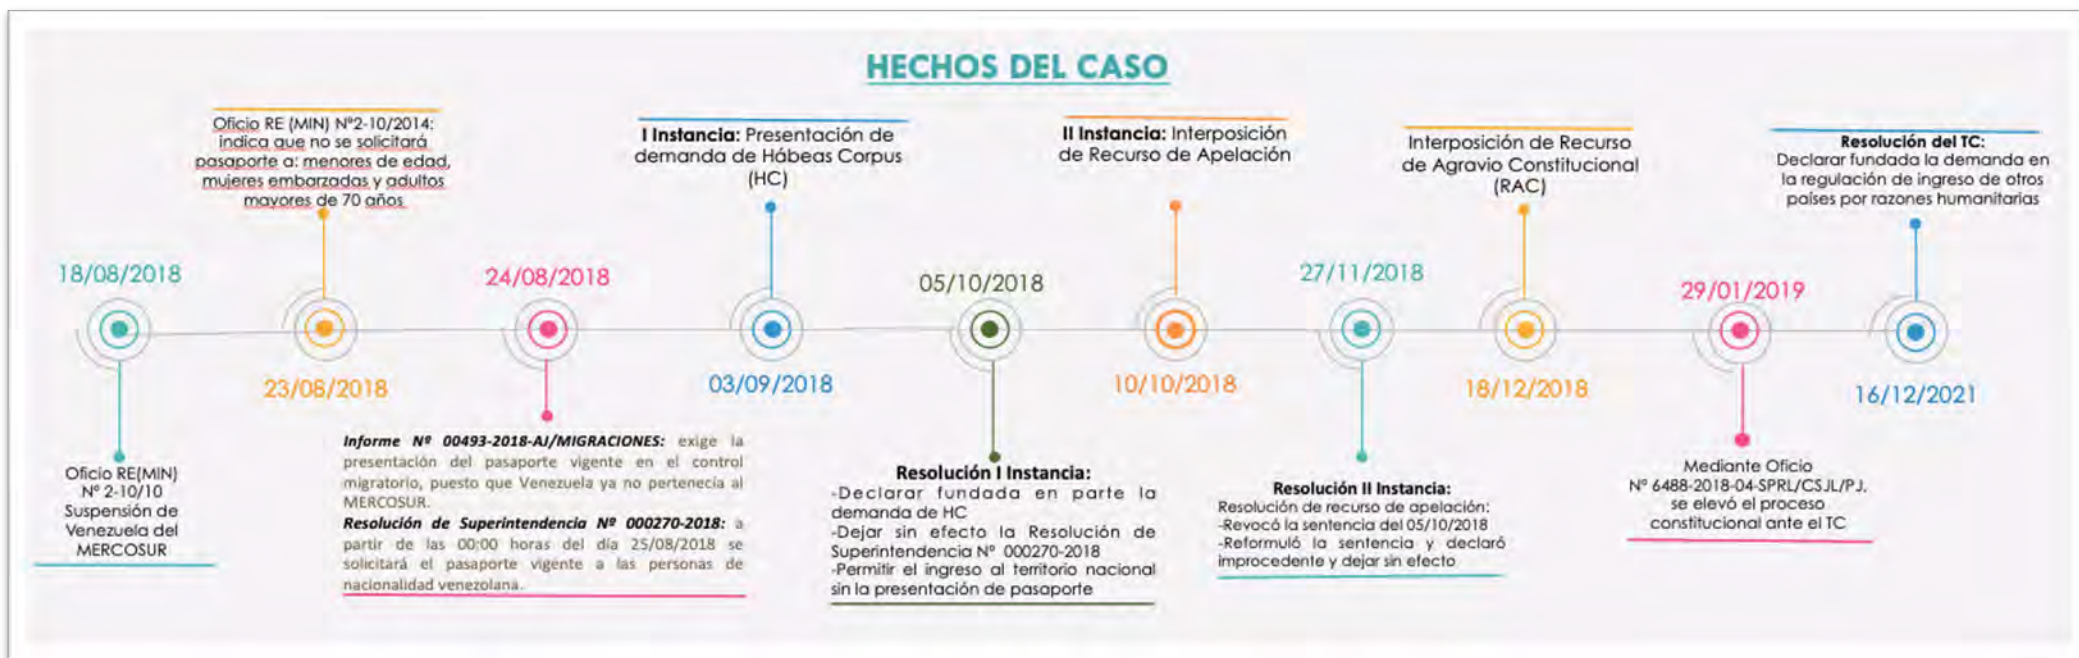 HECHOS DEL CASO
18/08/2018
Oficio RE(MIN)
Nº 2-10/10
Suspensión de
Venezuela del
MERCOSUR
Oficio RE (MIN) Nº2-10/2014:
indica que no se solicitará
pasaporte a: menores de edad,
mujeres embarzadas y adultos
mayores de 70 años
23/08/2018
24/08/2018
Informe Nº 00493-2018-AJ/MIGRACIONES: exige la
presentación del pasaporte vigente en el control
migratorio, puesto que Venezuela ya no pertenecía al
MERCOSUR.
Resolución de Superintendencia Nº 000270-2018: a
partir de las 00:00 horas del día 25/08/2018 se
solicitará el pasaporte vigente a las personas de
nacionalidad venezolana.
I Instancia: Presentación de
demanda de Hábeas Corpus
(HC)
03/09/2018
05/10/2018
Resolución I Instancia:
-Declarar fundada en parte la
demanda de HC
-Dejar sin efecto la Resolución de
Superintendencia Nº 000270-2018
-Permitir el ingreso al territorio nacional
sin la presentación de pasaporte
II Instancia: Interposición
de Recurso de Apelación
10/10/2018
27/11/2018
Resolución II Instancia:
Resolución de recurso de apelación:
-Revocó la sentencia del 05/10/2018
-Reformuló la sentencia y declaró
improcedente y dejar sin efecto
Interposición de Recurso
de Agravio Constitucional
(RAC)
18/12/2018
29/01/2019
Mediante Oficio
Nº 6488-2018-04-SPRL/CSJL/PJ,
se elevó el proceso
constitucional ante el TC
Resolución del TC:
Declarar fundada la demanda en
la regulación de ingreso de otros
países por razones humanitarias
16/12/2021